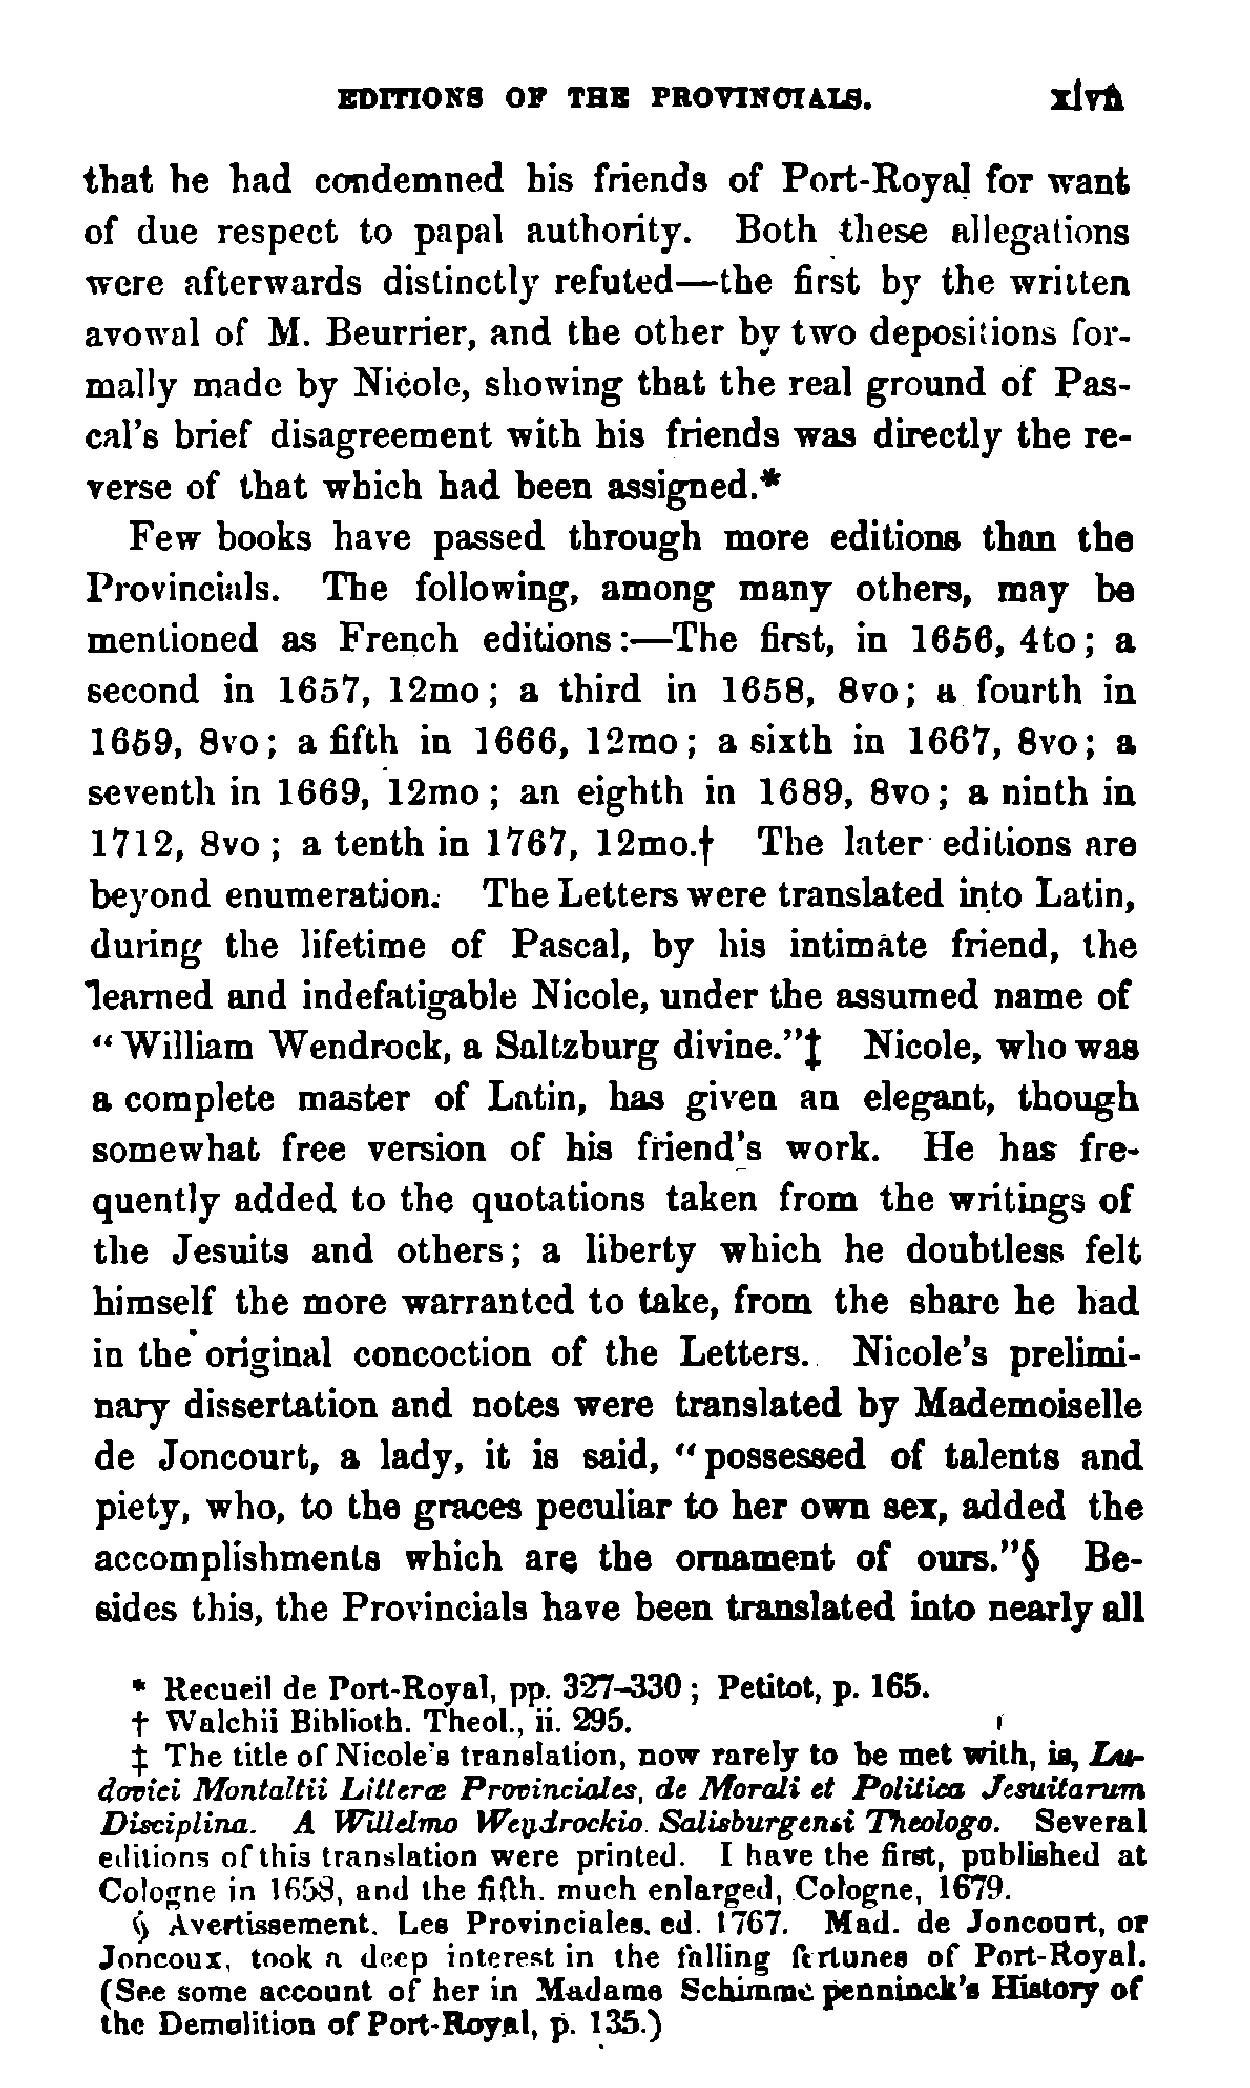 EDITIONS OF THE PROVINCIALS. xlvii
that he had condemned his friends of Port-Royal for want
of due respect to papal authority. Both these allegations
were afterwards distinctly refuted—the first by the written
avowal of M. Beurrier, and the other by two depositions for-
mally made by Nicole, showing that the real ground of Pas-
cal's brief disagreement with his friends was directly the re-
verse of that which had been assigned.*
Few books have passed through more editions than the
Provincials. The following, among many others, may be
mentioned as French editions:—The first, in 1656, 4to; a
second in 1657, 12mo; a third in 1658, 8vo; a fourth in
1659, 8vo; a fifth in 1666, 12mo; a sixth in 1667, 8vo; a
seventh in 1669, 12mo; an eighth in 1689, 8vo; a ninth in
1712, 8vo; a tenth in 1767, 12mo.† The later editions are
beyond enumeration. The Letters were translated into Latin,
during the lifetime of Pascal, by his intimate friend, the
learned and indefatigable Nicole, under the assumed name of
"William Wendrock, a Saltzburg divine."‡ Nicole, who was
a complete master of Latin, has given an elegant, though
somewhat free version of his friend's work. He has fre-
quently added to the quotations taken from the writings of
the Jesuits and others; a liberty which he doubtless felt
himself the more warranted to take, from the share he had
in the original concoction of the Letters. Nicole's prelimi-
nary dissertation and notes were translated by Mademoiselle
de Joncourt, a lady, it is said, "possessed of talents and
piety, who, to the graces peculiar to her own sex, added the
accomplishments which are the ornament of ours."§ Be-
sides this, the Provincials have been translated into nearly all
* Recueil de Port-Royal, pp. 327-330; Petitot, p. 165.
† Walchii Biblioth. Theol., ii. 295.
‡ The title of Nicole's translation, now rarely to be met with, is, Lu-
dovici Montaltii Litteræ Provinciales, de Morali et Politica Jesuitarum
Disciplina. A Willelmo Weydrockio. Salisburgensi Theologo. Several
editions of this translation were printed. I have the first, published at
Cologne in 1658, and the fifth. much enlarged, Cologne, 1679.
§ Avertissement. Les Provinciales. ed. 1767. Mad. de Joncourt, or
Joncoux, took a deep interest in the falling fortunes of Port-Royal.
(See some account of her in Madame Schimmelpenninck's History of
the Demolition of Port-Royal, p. 135.)